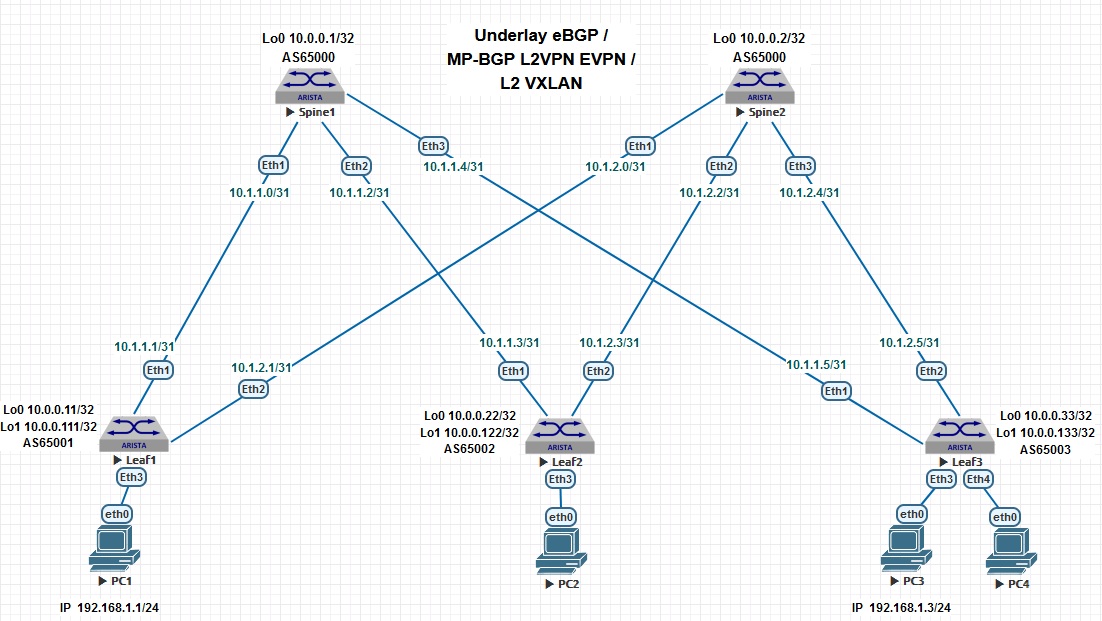 Underlay eBGP /
MP-BGP L2VPN EVPN /
L2 VXLAN
Lo0 10.0.0.1/32
AS65000
ARISTA
Spine1
Lo0 10.0.0.2/32
AS65000
ARISTA
Spine2
Eth1
Eth2
Eth3
10.1.1.0/31
10.1.1.2/31
10.1.1.4/31
Eth1
Eth2
Eth3
10.1.2.0/31
10.1.2.2/31
10.1.2.4/31
10.1.1.1/31
Eth1
10.1.2.1/31
Eth2
10.1.1.3/31
Eth1
10.1.2.3/31
Eth2
10.1.1.5/31
Eth1
10.1.2.5/31
Eth2
Lo0 10.0.0.11/32
Lo1 10.0.0.111/32
AS65001
ARISTA
Leaf1
Eth3
Lo0 10.0.0.22/32
Lo1 10.0.0.122/32
AS65002
ARISTA
Leaf2
Eth3
Lo0 10.0.0.33/32
Lo1 10.0.0.133/32
AS65003
ARISTA
Leaf3
Eth3
Eth4
eth0
PC1
IP 192.168.1.1/24
eth0
PC2
eth0
PC3
IP 192.168.1.3/24
eth0
PC4